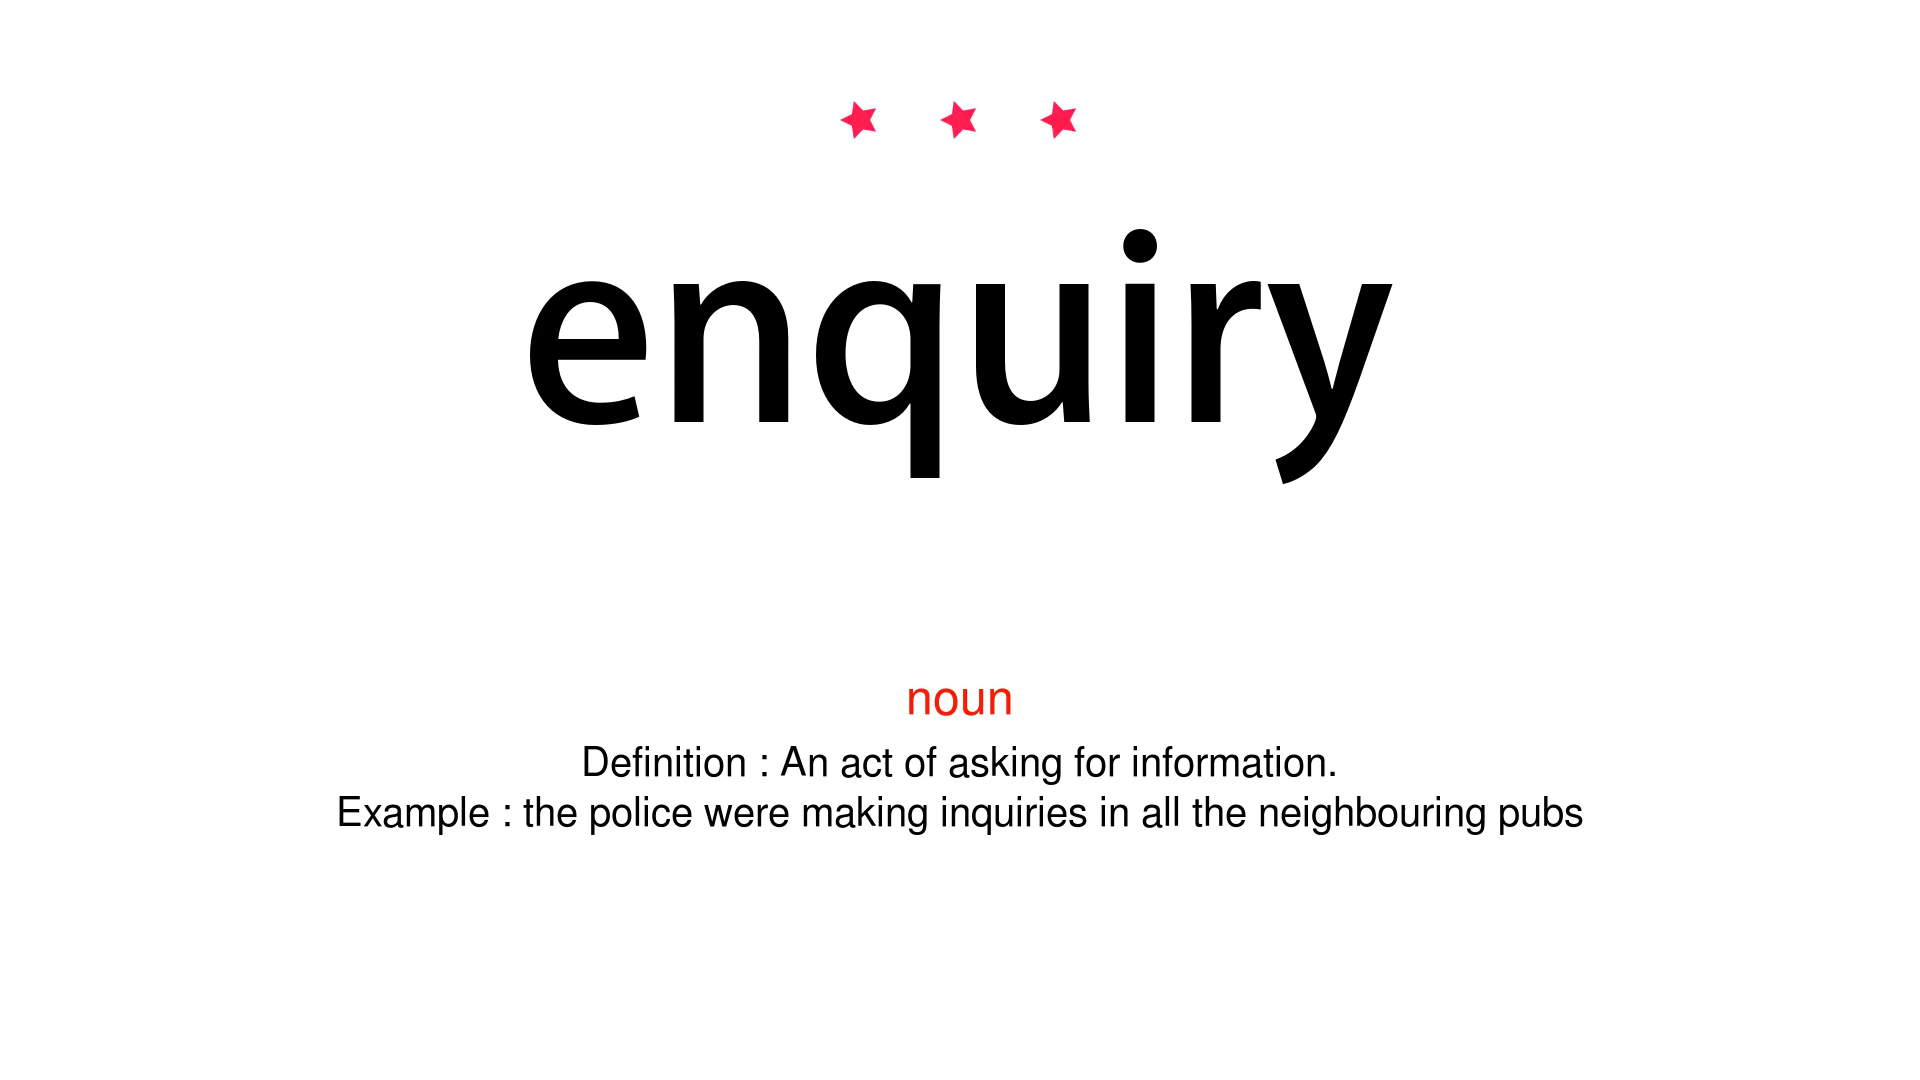 enquiry
noun
Definition : An act of asking for information.
Example : the police were making inquiries in all the neighbouring pubs